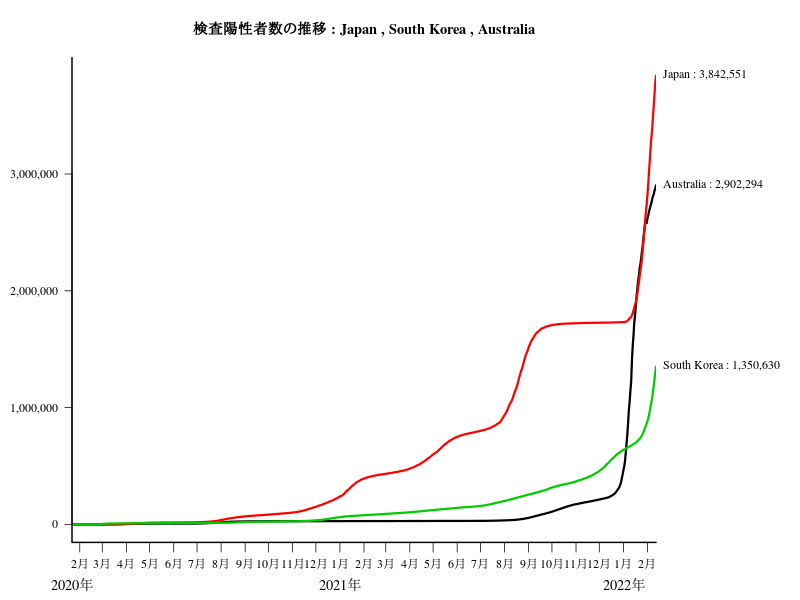 検査陽性者数の推移 : Japan , South Korea , Australia
Japan : 3,842,551
3,000,000
Australia : 2,902,294
2,000,000
South Korea : 1,350,630
1,000,000
0
2月 3月 4月 5月 6月 7月 8月 9月 10月 11月 12月 1月 2月 3月 4月 5月 6月 7月 8月 9月 10月 11月 12月 1月 2月
2020年 2021年 2022年